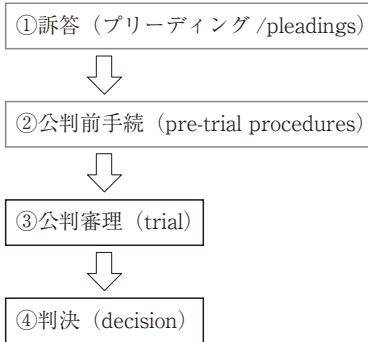 ①訴答（プリーディング/pleadings）
②公判前手続（pre-trial procedures）
③公判審理（trial）
④判決（decision）